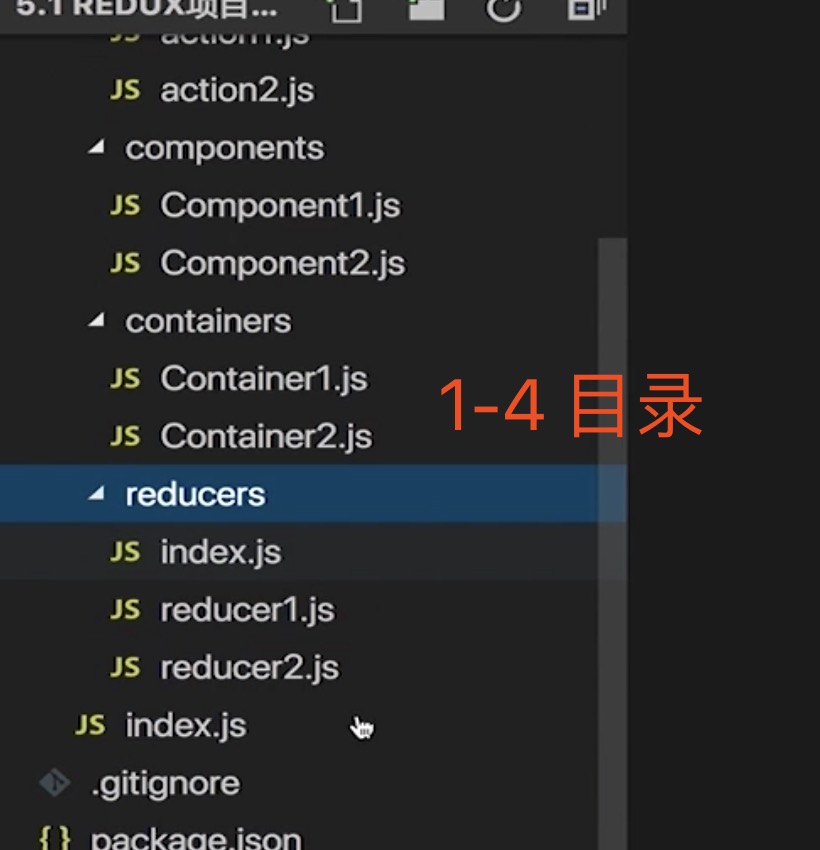 5.1 REDUX项目...
action1.js
JS action2.js
components
JS Component1.js
JS Component2.js
containers
JS Container1.js
JS Container2.js
1-4 目录
reducers
JS index.js
JS reducer1.js
JS reducer2.js
JS index.js
.gitignore
{ } package.json